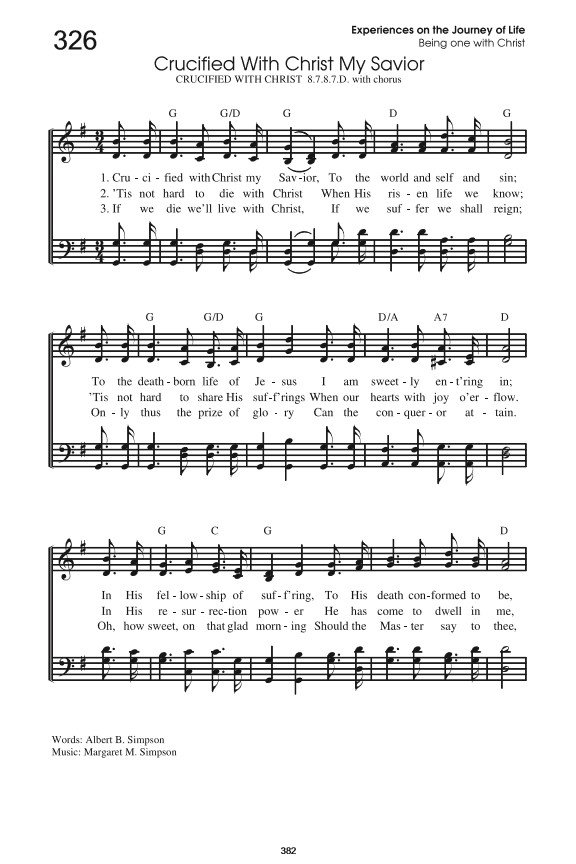 326
Experiences on the Journey of Life
Being one with Christ
Crucified With Christ My Savior
CRUCIFIED WITH CHRIST 8.7.8.7.D. with chorus
G G/D G D G
1. Cru - ci - fied with Christ my Sav - ior, To the world and self and sin;
2. 'Tis not hard to die with Christ When His ris - en life we know;
3. If we die we'll live with Christ, If we suf - fer we shall reign;
G G/D G D/A A7 D
To the death - born life of Je - sus I am sweet - ly ent'ring in;
'Tis not hard to share His suf'rings When our hearts with joy o'er - flow.
On - ly thus the prize of glo - ry Can the con - quer - or at - tain.
G C G D
In His fel - low - ship of suf - f'ring, To His death con - formed to be,
In His re - sur - rec - tion pow - er He has come to dwell in me,
Oh, how sweet, on that glad morn - ing Should the Mas - ter say to thee,
Words: Albert B. Simpson
Music: Margaret M. Simpson
382